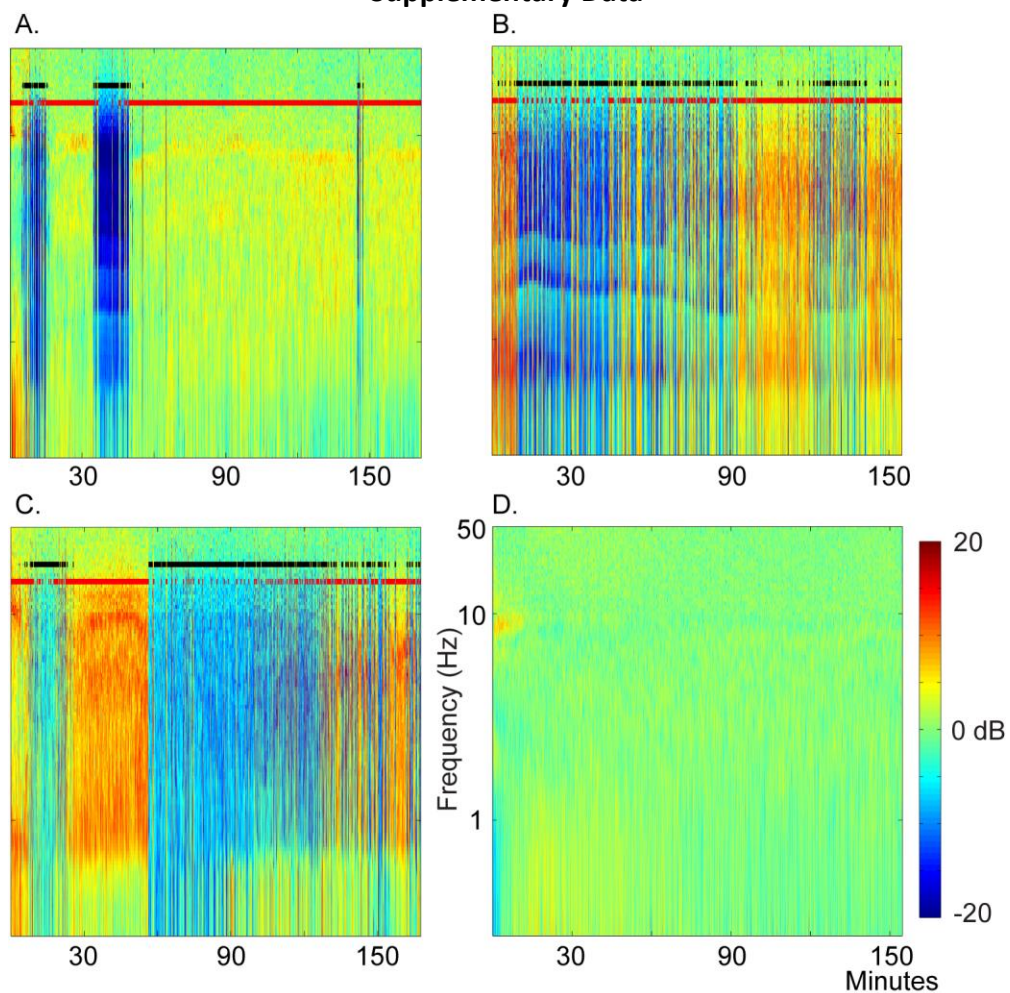 Supplementary Data
A.
B.
30 90 150
30 90 150
C.
D.
50
10
1
Frequency (Hz)
20
0 dB
-20
30 90 150
30 90 150
Minutes